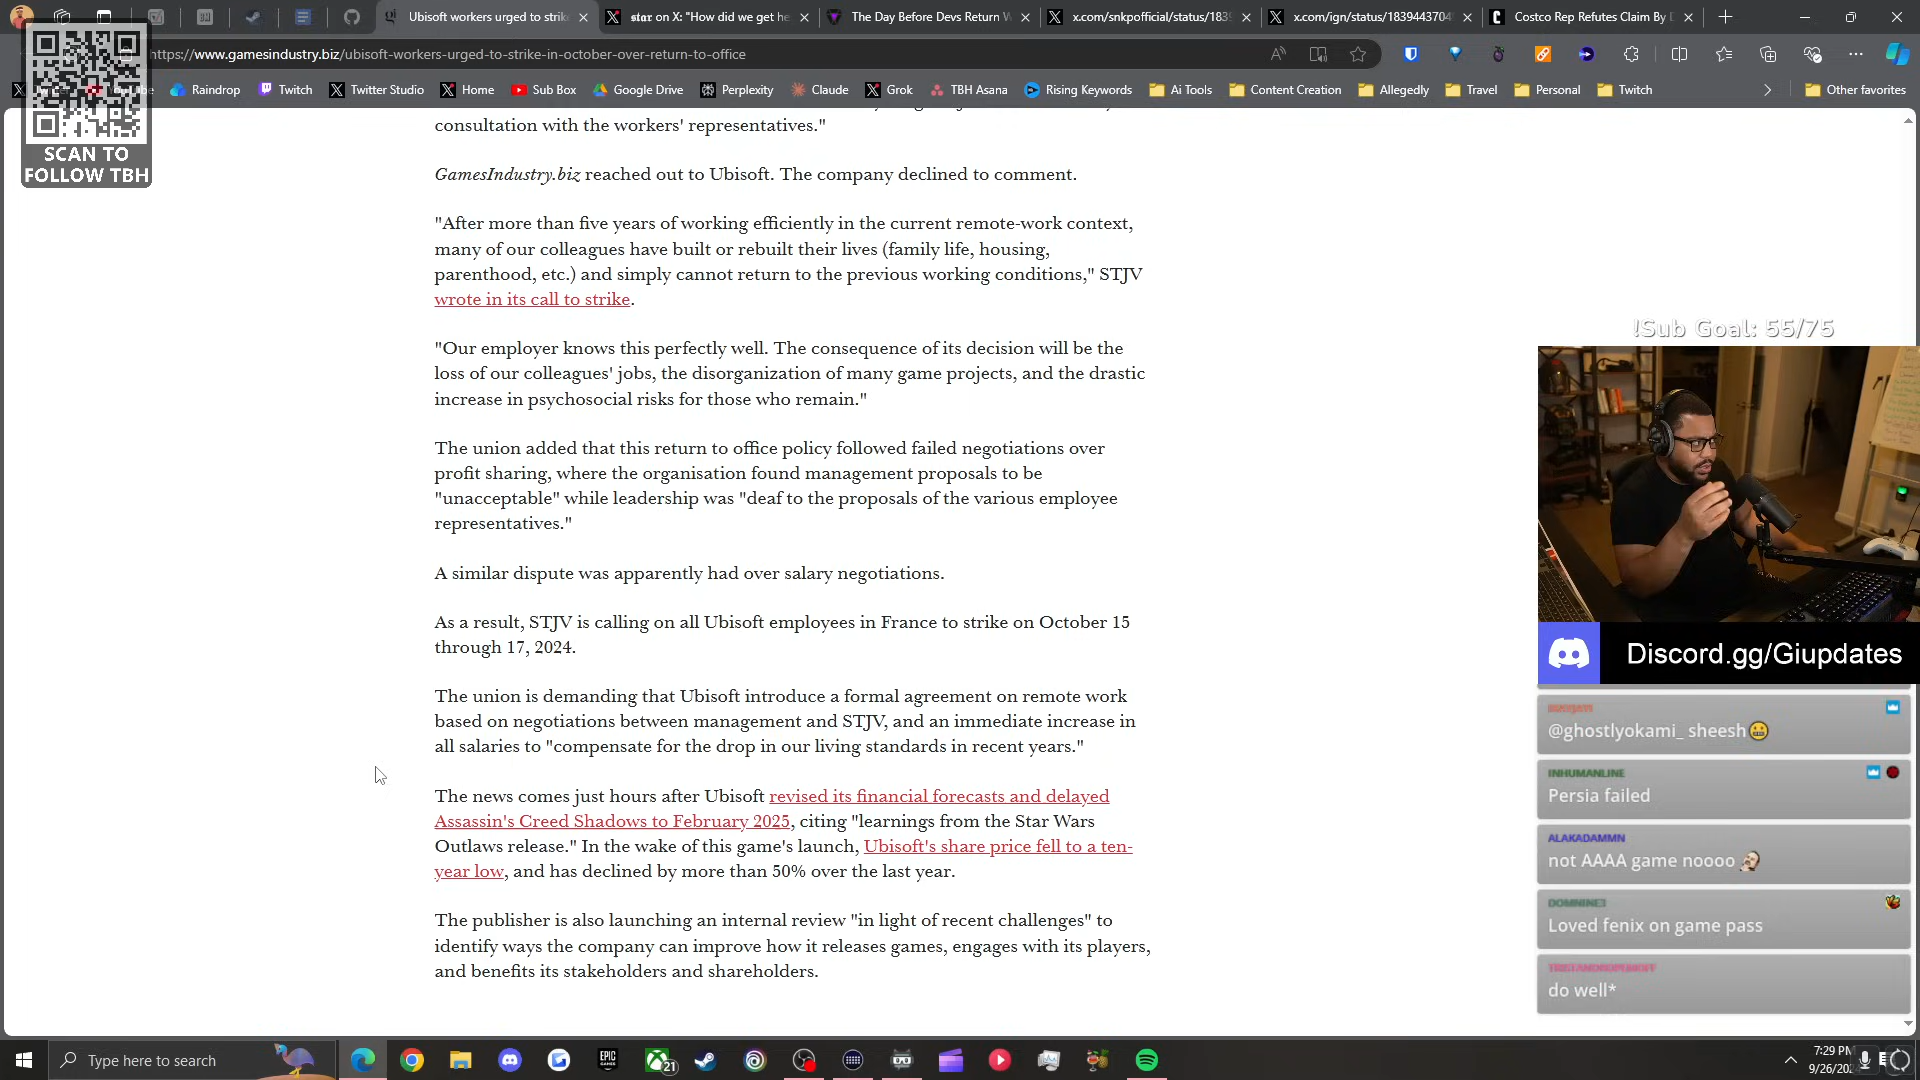 Ubisoft workers urged to strik
star on X: "How did we get he
The Day Before Devs Return W
x.com/snkpofficial/status/183
x.com/ign/status/183944370
Costco Rep Refutes Claim By
https://www.gamesindustry.biz/ubisoft-workers-urged-to-strike-in-october-over-return-to-office
Raindrop Twitch Twitter Studio Home Sub Box Google Drive Perplexity Claude Grok TBH Asana Rising Keywords Ai Tools Content Creation Allegedly Travel Personal Twitch Other favorites
SCAN TO
FOLLOW TBH
consultation with the workers' representatives."
GamesIndustry.biz reached out to Ubisoft. The company declined to comment.
"After more than five years of working efficiently in the current remote-work context,
many of our colleagues have built or rebuilt their lives (family life, housing,
parenthood, etc.) and simply cannot return to the previous working conditions," STJV
wrote in its call to strike.
"Our employer knows this perfectly well. The consequence of its decision will be the
loss of our colleagues' jobs, the disorganization of many game projects, and the drastic
increase in psychosocial risks for those who remain."
The union added that this return to office policy followed failed negotiations over
profit sharing, where the organisation found management proposals to be
"unacceptable" while leadership was "deaf to the proposals of the various employee
representatives."
A similar dispute was apparently had over salary negotiations.
As a result, STJV is calling on all Ubisoft employees in France to strike on October 15
through 17, 2024.
The union is demanding that Ubisoft introduce a formal agreement on remote work
based on negotiations between management and STJV, and an immediate increase in
all salaries to "compensate for the drop in our living standards in recent years."
The news comes just hours after Ubisoft revised its financial forecasts and delayed
Assassin's Creed Shadows to February 2025, citing "learnings from the Star Wars
Outlaws release." In the wake of this game's launch, Ubisoft's share price fell to a ten-
year low, and has declined by more than 50% over the last year.
The publisher is also launching an internal review "in light of recent challenges" to
identify ways the company can improve how it releases games, engages with its players,
and benefits its stakeholders and shareholders.
!Sub Goal: 55/75
Discord.gg/Giupdates
@ghostlyokami_ sheesh
INHUMANLINE
Persia failed
ALAKADAMMN
not AAAA game noooo
DOMNINET
Loved fenix on game pass
do well*
Type here to search
EPIC
GAMES
21
7:29 PM
9/26/20